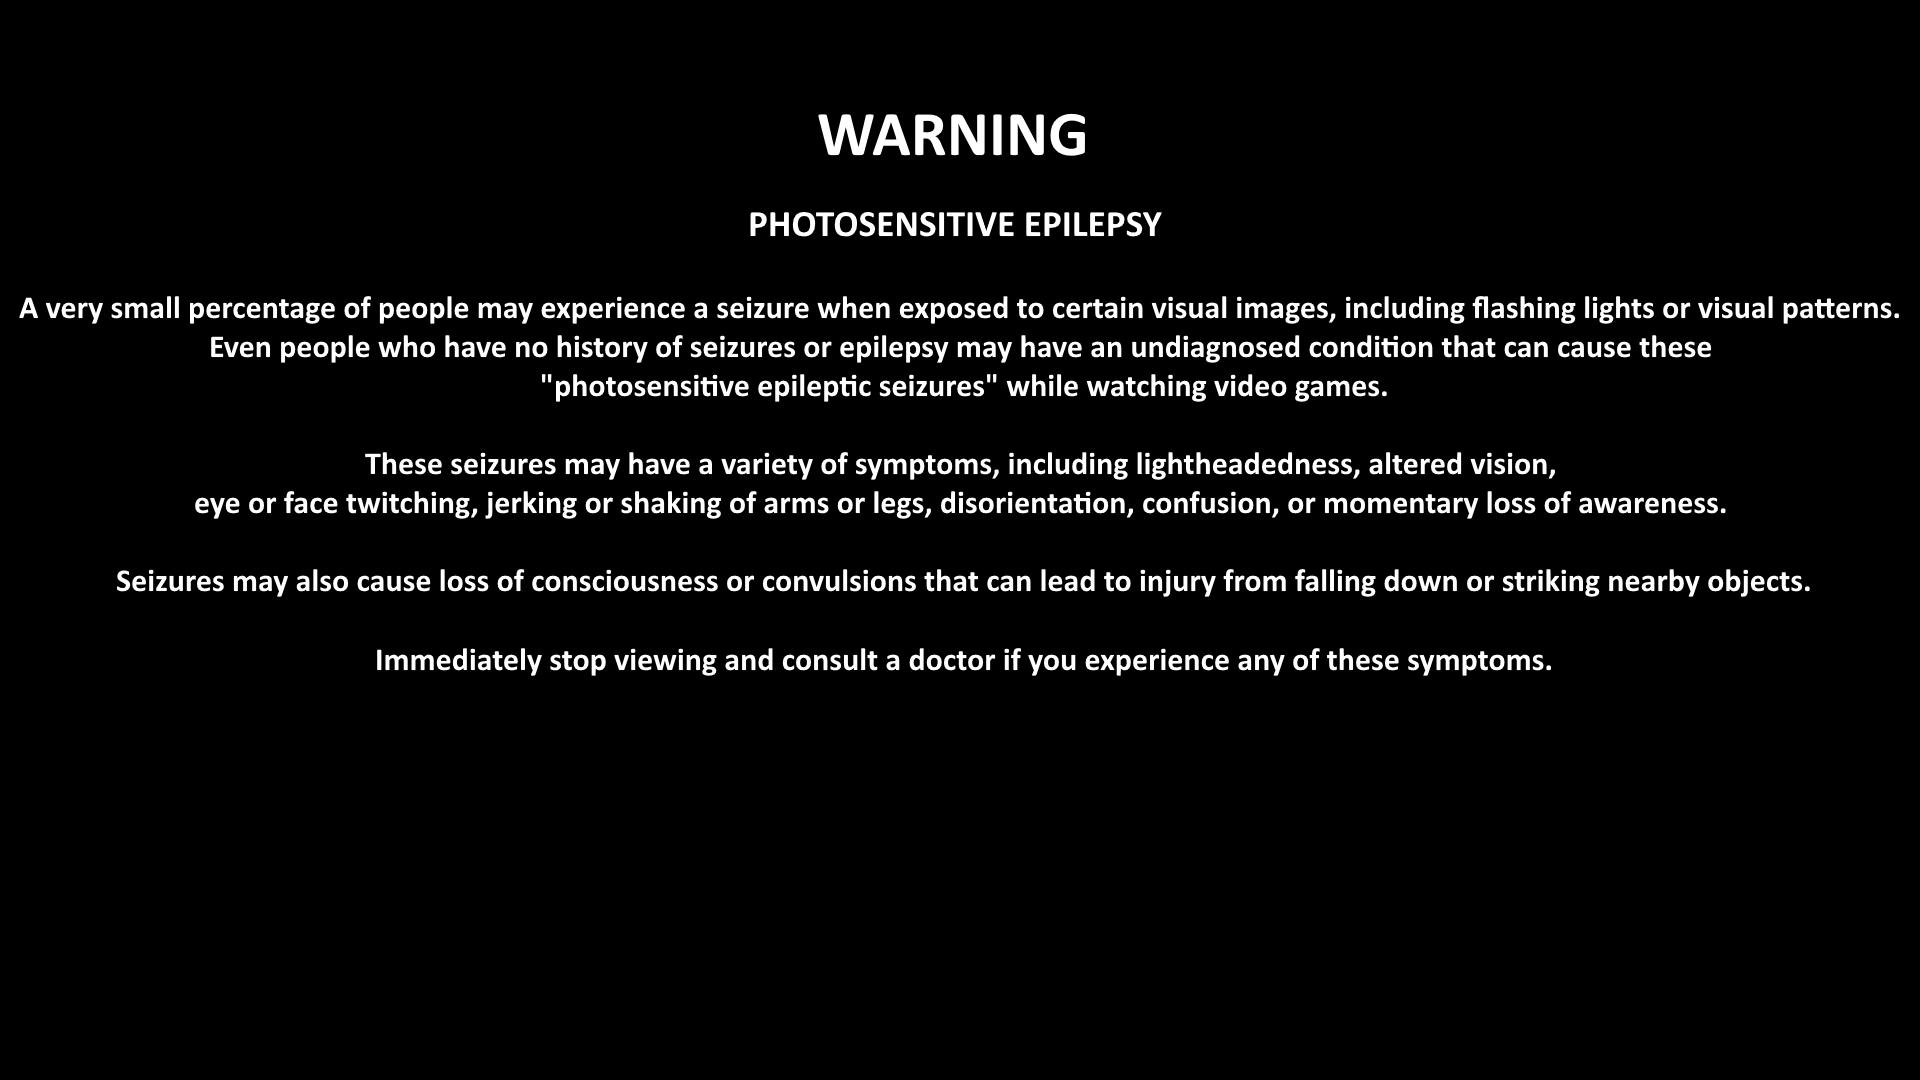 WARNING
PHOTOSENSITIVE EPILEPSY
A very small percentage of people may experience a seizure when exposed to certain visual images, including flashing lights or visual patterns.
Even people who have no history of seizures or epilepsy may have an undiagnosed condition that can cause these
"photosensitive epileptic seizures" while watching video games.
These seizures may have a variety of symptoms, including lightheadedness, altered vision,
eye or face twitching, jerking or shaking of arms or legs, disorientation, confusion, or momentary loss of awareness.
Seizures may also cause loss of consciousness or convulsions that can lead to injury from falling down or striking nearby objects.
Immediately stop viewing and consult a doctor if you experience any of these symptoms.